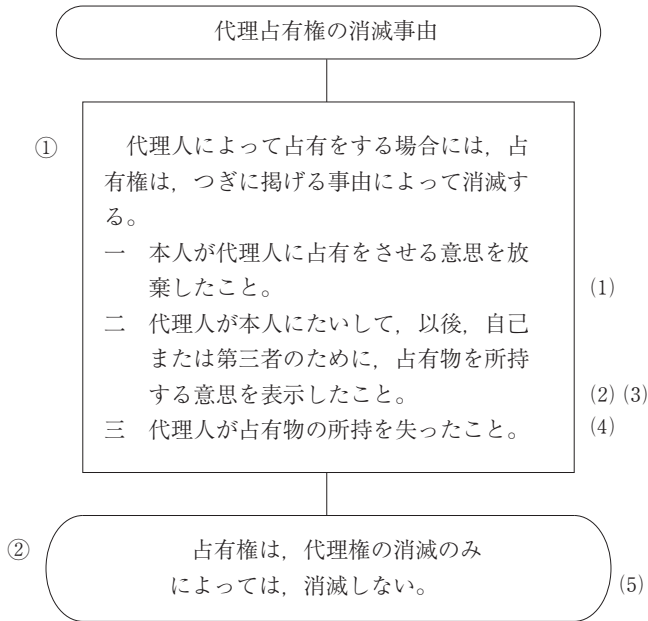 代理占有権の消滅事由
① 代理人によって占有をする場合には，占
有権は，つぎに掲げる事由によって消滅す
る。
一 本人が代理人に占有をさせる意思を放
棄したこと。 (1)
二 代理人が本人にたいして，以後，自己
または第三者のために，占有物を所持
する意思を表示したこと。 (2) (3)
三 代理人が占有物の所持を失ったこと。 (4)
② 占有権は，代理権の消滅のみ
によっては，消滅しない。 (5)